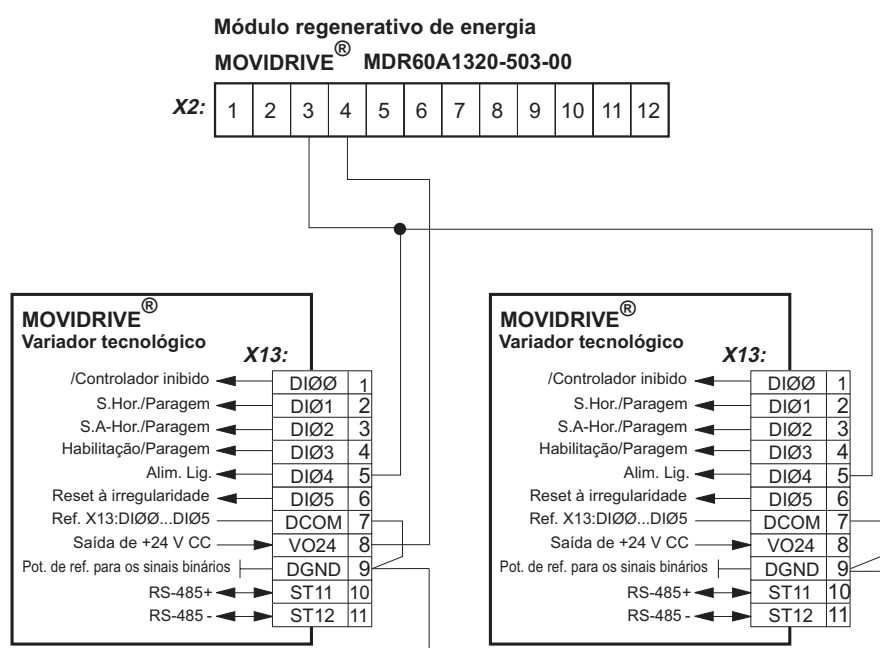 Módulo regenerativo de energia
MOVIDRIVE® MDR60A1320-503-00
X2: 1 2 3 4 5 6 7 8 9 10 11 12
MOVIDRIVE®
Variador tecnológico
X13:
/Controlador inibido DIØØ 1
S.Hor./Paragem DIØ1 2
S.A-Hor./Paragem DIØ2 3
Habilitação/Paragem DIØ3 4
Alim. Lig. DIØ4 5
Reset à irregularidade DIØ5 6
Ref. X13:DIØØ...DIØ5 DCOM 7
Saída de +24 V CC VO24 8
Pot. de ref. para os sinais binários DGND 9
RS-485+ ST11 10
RS-485 - ST12 11
MOVIDRIVE®
Variador tecnológico
X13:
/Controlador inibido DIØØ 1
S.Hor./Paragem DIØ1 2
S.A-Hor./Paragem DIØ2 3
Habilitação/Paragem DIØ3 4
Alim. Lig. DIØ4 5
Reset à irregularidade DIØ5 6
Ref. X13:DIØØ...DIØ5 DCOM 7
Saída de +24 V CC VO24 8
Pot. de ref. para os sinais binários DGND 9
RS-485+ ST11 10
RS-485 - ST12 11